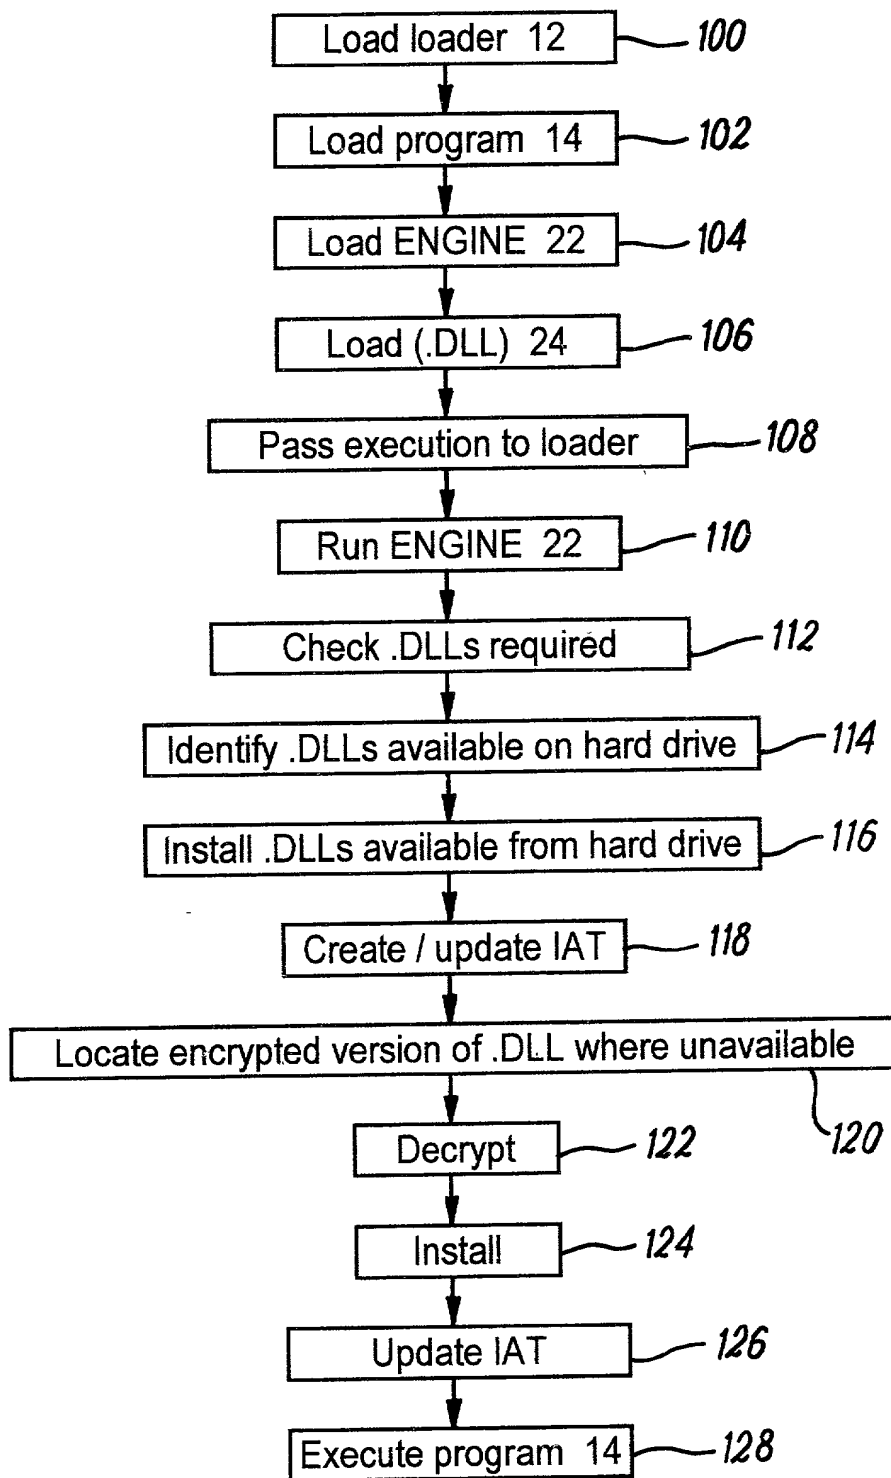 Load loader 12 100
Load program 14 102
Load ENGINE 22 104
Load (.DLL) 24 106
Pass execution to loader 108
Run ENGINE 22 110
Check .DLLs required 112
Identify .DLLs available on hard drive 114
Install .DLLs available from hard drive 116
Create / update IAT 118
Locate encrypted version of .DLL where unavailable
120
Decrypt 122
Install 124
Update IAT 126
Execute program 14 128